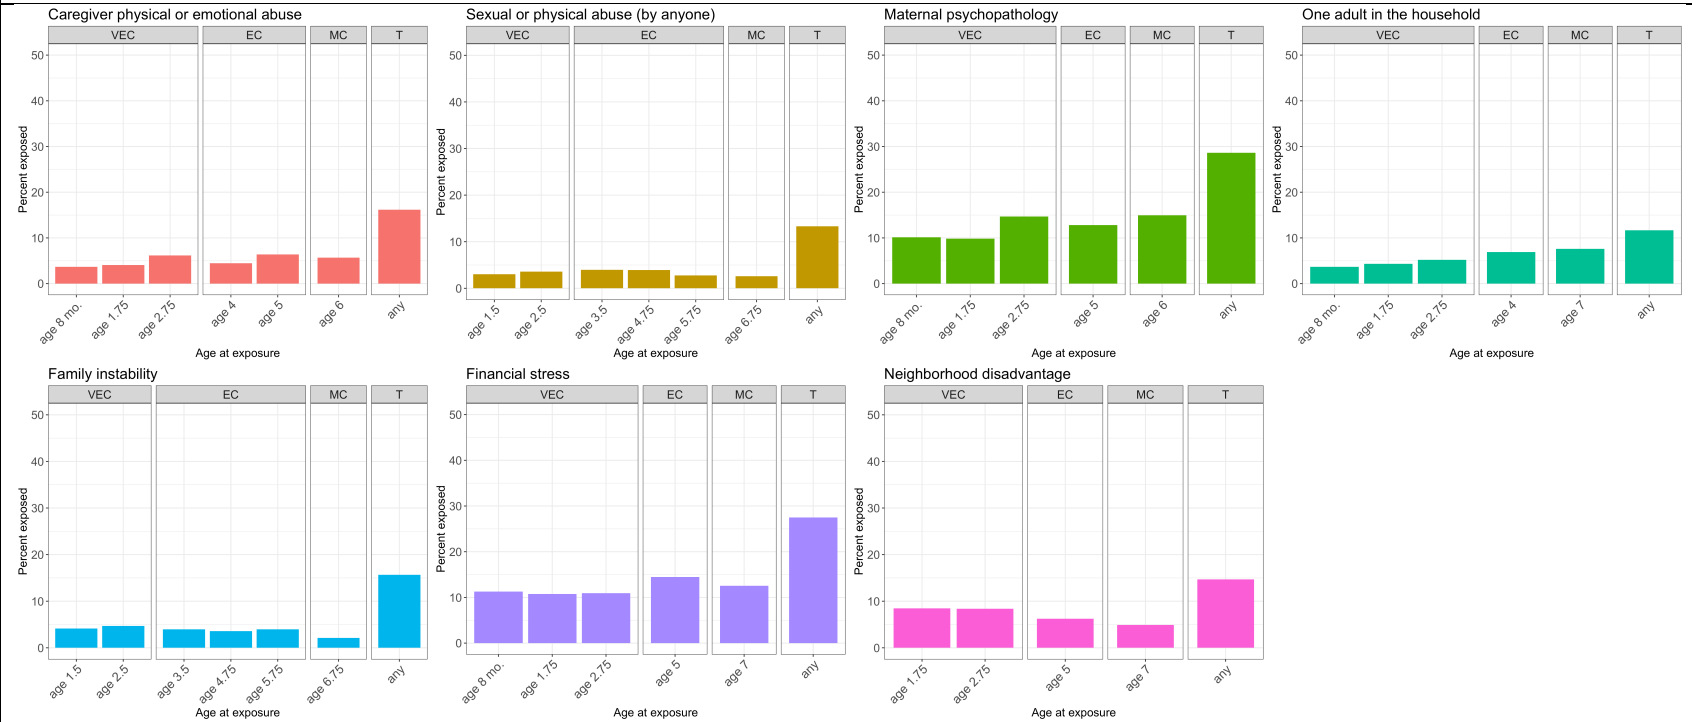 Caregiver physical or emotional abuse
VEC EC MC T
50
40
30
20
10
0
Percent exposed
age 8 mo. age 1.75 age 2.75 age 4 age 5 age 6 any
Age at exposure
Sexual or physical abuse (by anyone)
VEC EC MC T
50
40
30
20
10
0
Percent exposed
age 1.5 age 2.5 age 3.5 age 4.75 age 5.75 age 6.75 any
Age at exposure
Maternal psychopathology
VEC EC MC T
50
40
30
20
10
0
Percent exposed
age 8 mo. age 1.75 age 2.75 age 5 age 6 any
Age at exposure
One adult in the household
VEC EC MC T
50
40
30
20
10
0
Percent exposed
age 8 mo. age 1.75 age 2.75 age 4 age 7 any
Age at exposure
Family instability
VEC EC MC T
50
40
30
20
10
0
Percent exposed
age 1.5 age 2.5 age 3.5 age 4.75 age 5.75 age 6.75 any
Age at exposure
Financial stress
VEC EC MC T
50
40
30
20
10
0
Percent exposed
age 8 mo. age 1.75 age 2.75 age 5 age 7 any
Age at exposure
Neighborhood disadvantage
VEC EC MC T
50
40
30
20
10
0
Percent exposed
age 1.75 age 2.75 age 5 age 7 any
Age at exposure